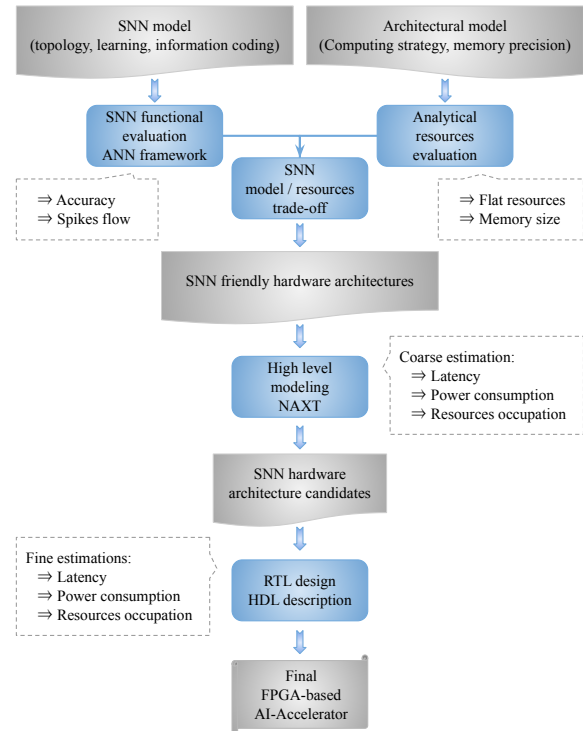 SNN model
(topology, learning, information coding)
Architectural model
(Computing strategy, memory precision)
SNN functional
evaluation
ANN framework
Analytical
resources
evaluation
SNN
model / resources
trade-off
⇒ Accuracy
⇒ Spikes flow
⇒ Flat resources
⇒ Memory size
SNN friendly hardware architectures
High level
modeling
NAXT
Coarse estimation:
⇒ Latency
⇒ Power consumption
⇒ Resources occupation
SNN hardware
architecture candidates
Fine estimations:
⇒ Latency
⇒ Power consumption
⇒ Resources occupation
RTL design
HDL description
Final
FPGA-based
AI-Accelerator